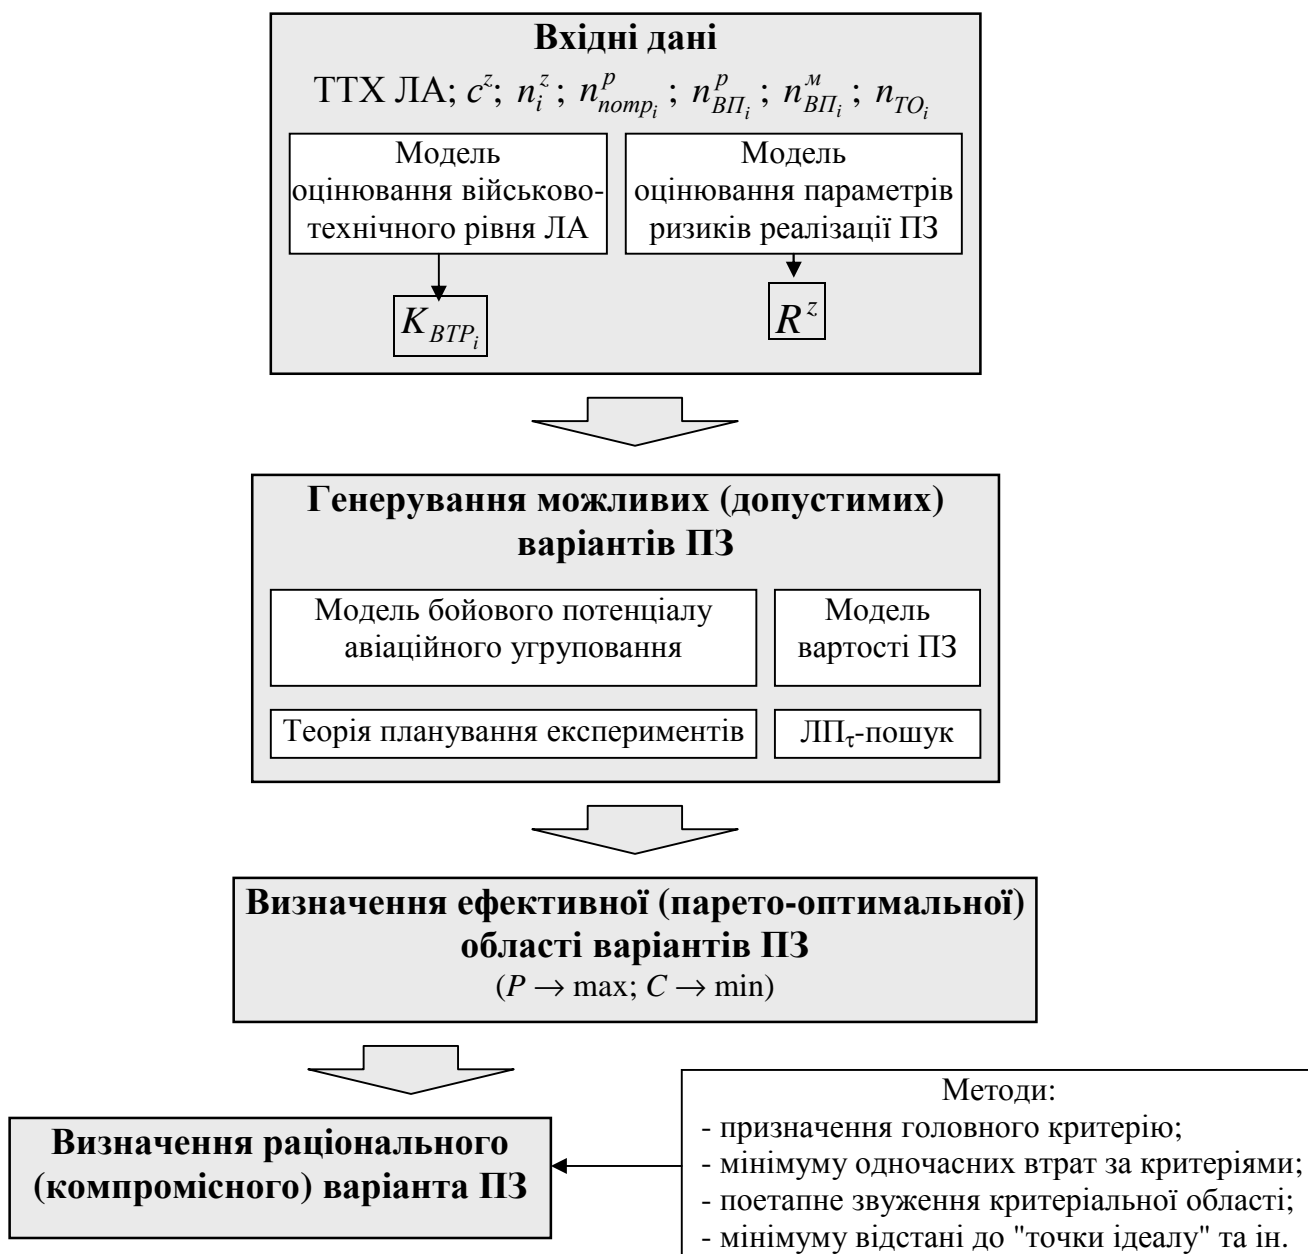 Вхідні дані
ТТХ ЛА; c^z; n_i^z; n_{потр_i}^p; n_{ВП_i}^p; n_{ВП_i}^м; n_{ТО_i}
Модель
оцінювання військово-
технічного рівня ЛА
Модель
оцінювання параметрів
ризиків реалізації ПЗ
K_{ВТР_i}
R^z
Генерування можливих (допустимих)
варіантів ПЗ
Модель бойового потенціалу
авіаційного угруповання
Модель
вартості ПЗ
Теорія планування експериментів
ЛП_τ-пошук
Визначення ефективної (парето-оптимальної)
області варіантів ПЗ
(P → max; C → min)
Визначення раціонального
(компромісного) варіанта ПЗ
Методи:
- призначення головного критерію;
- мінімуму одночасних втрат за критеріями;
- поетапне звуження критеріальної області;
- мінімуму відстані до "точки ідеалу" та ін.